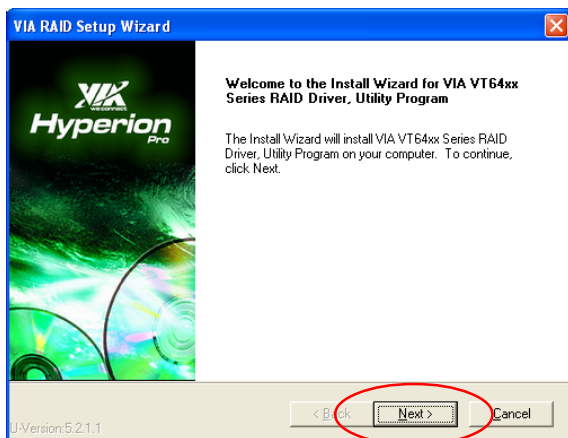 VIA RAID Setup Wizard
VIA
we connect
Hyperion
Pro
Welcome to the Install Wizard for VIA VT64xx
Series RAID Driver, Utility Program
The Install Wizard will install VIA VT64xx Series RAID
Driver, Utility Program on your computer. To continue,
click Next.
< Back
Next >
Cancel
U-Version:5.2.1.1